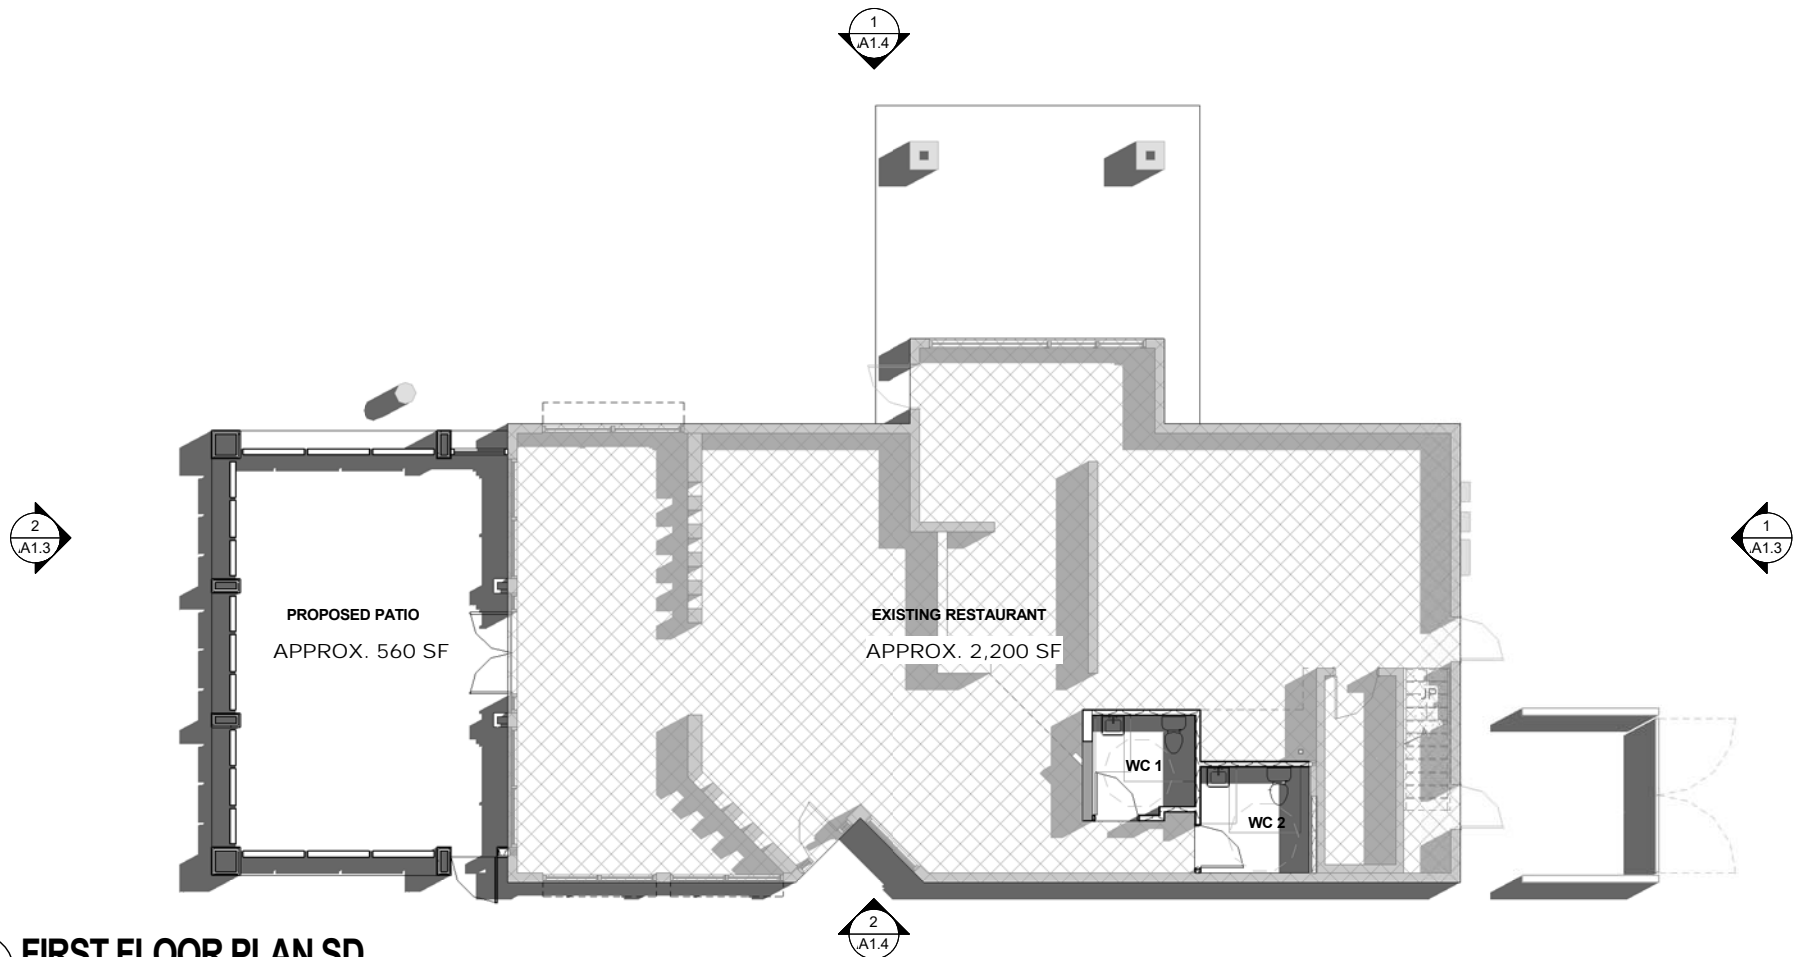 1
A1.4
2
A1.3
1
A1.3
PROPOSED PATIO
APPROX. 560 SF
EXISTING RESTAURANT
APPROX. 2,200 SF
WC 1
WC 2
2
A1.4
FIRST FLOOR PLAN SD